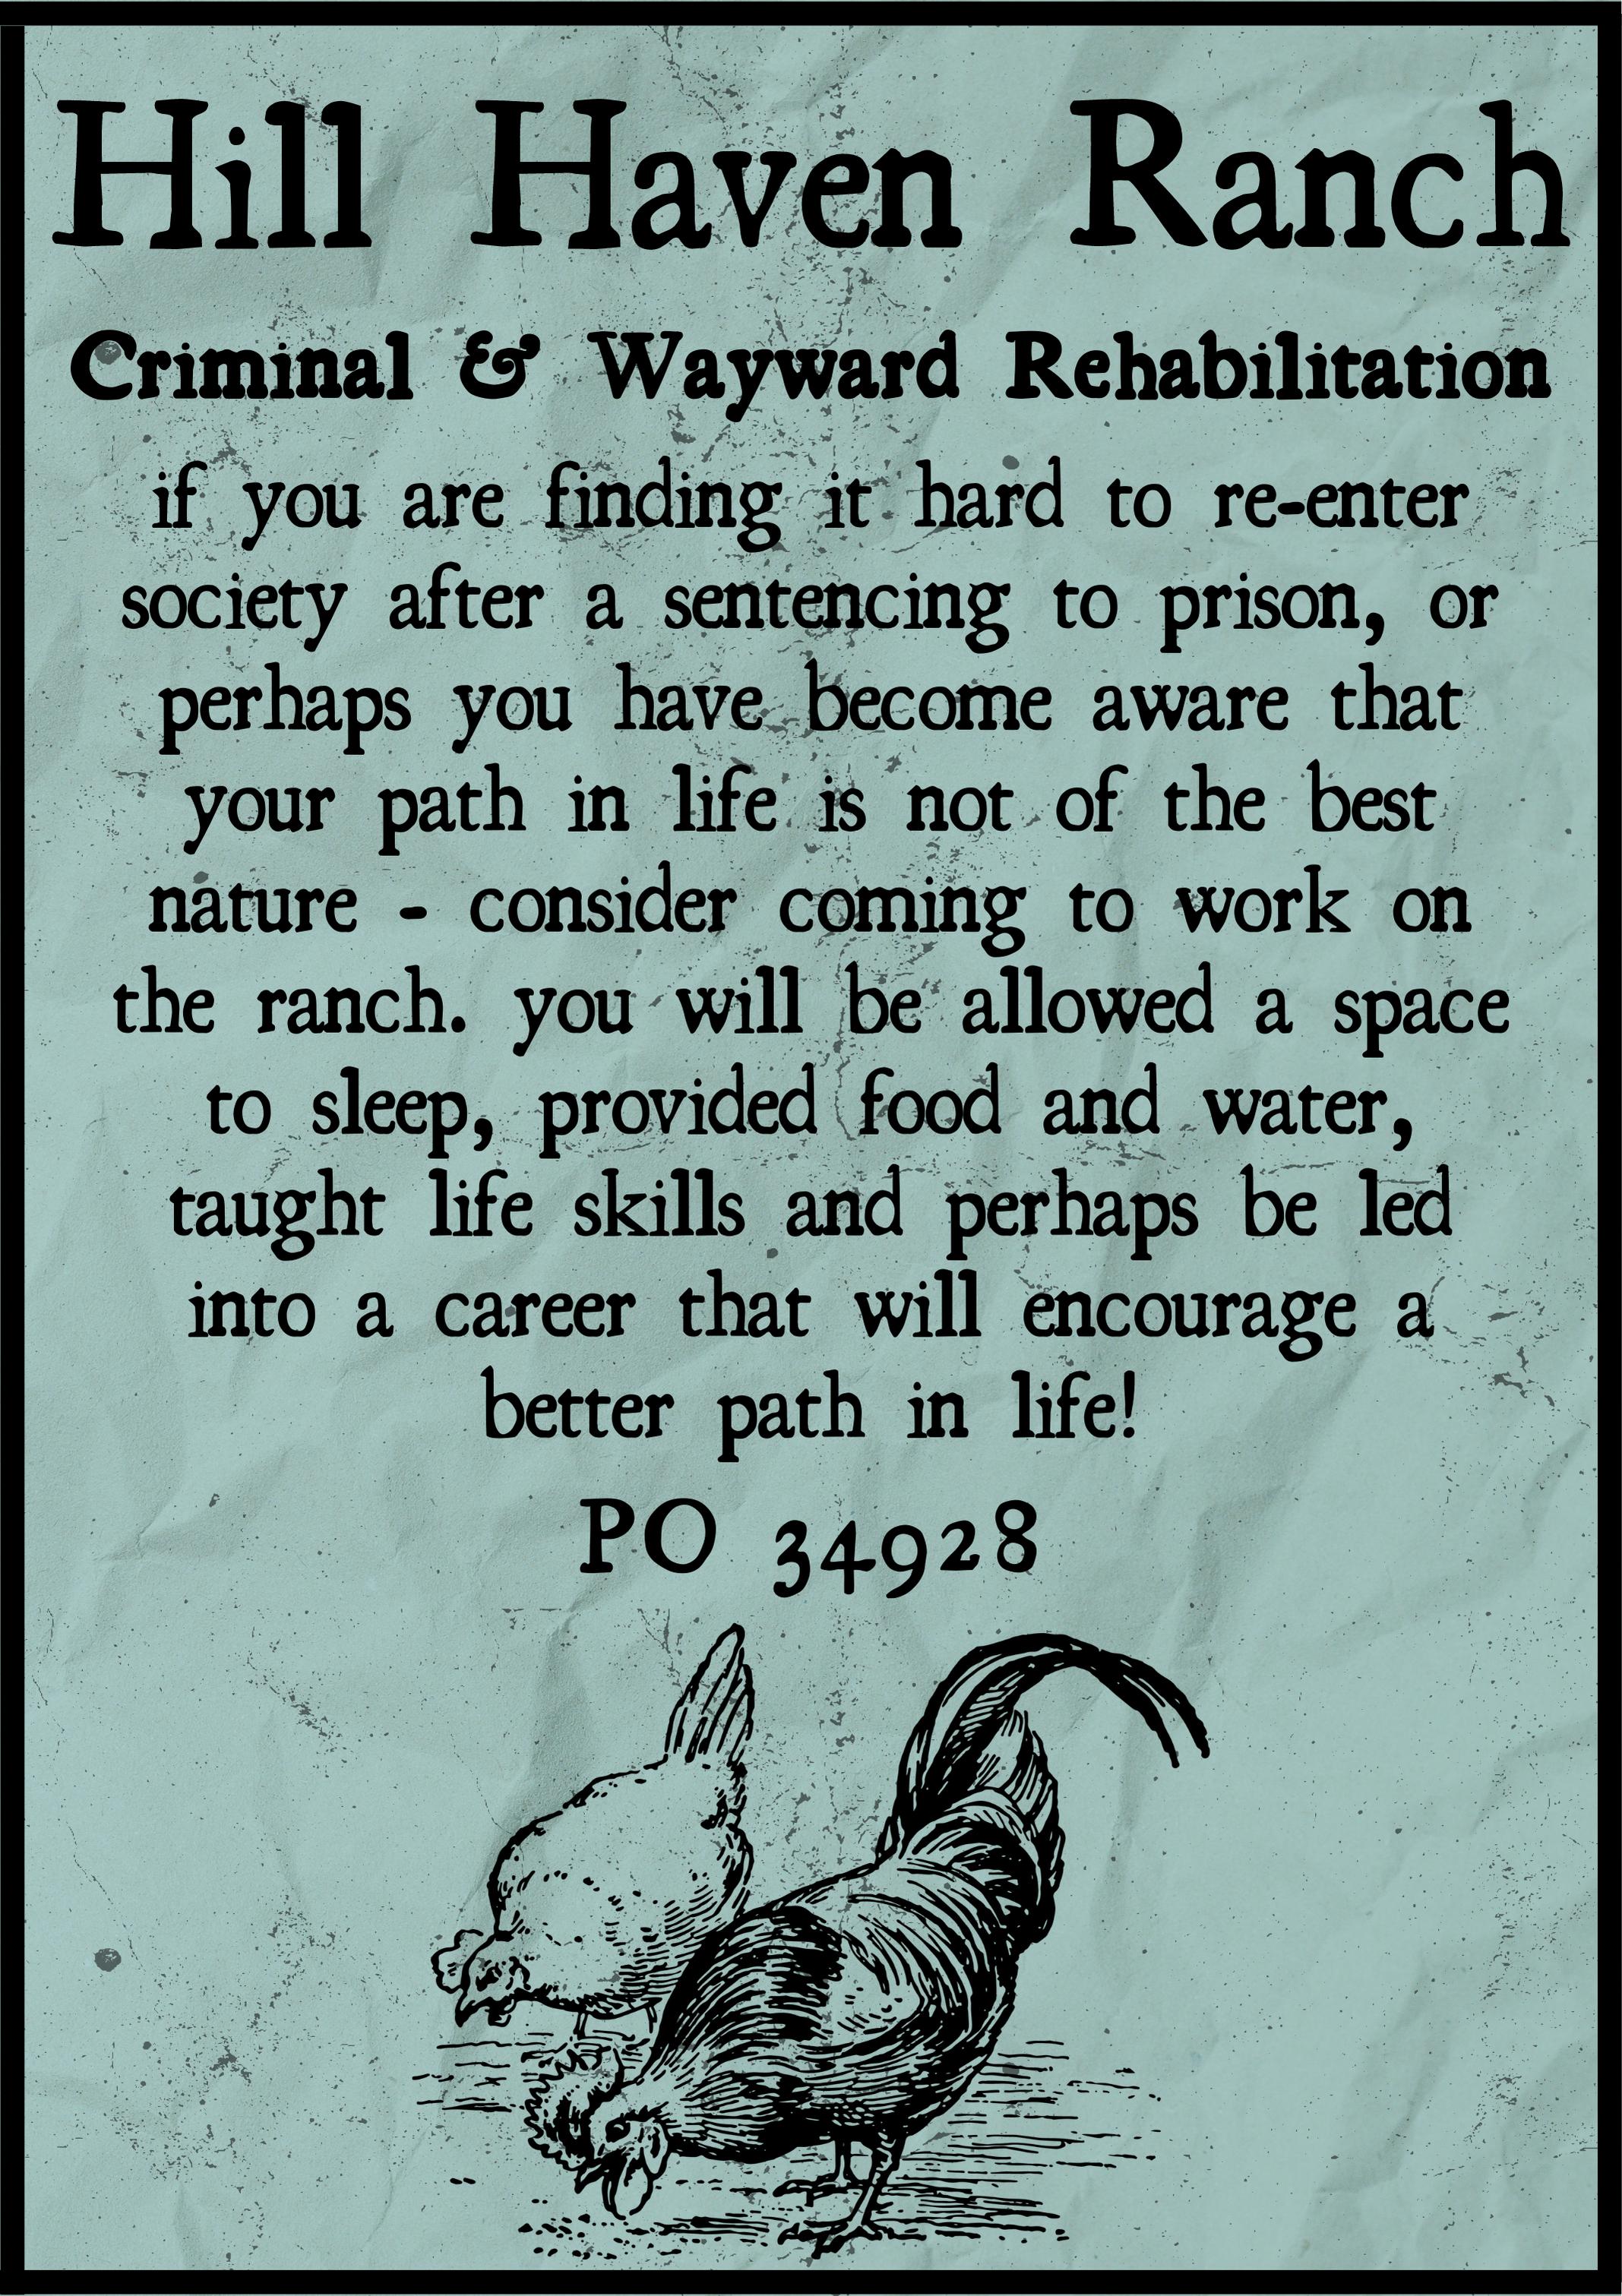 Hill Haven Ranch
Criminal & Wayward Rehabilitation
if you are finding it hard to re-enter
society after a sentencing to prison, or
perhaps you have become aware that
your path in life is not of the best
nature - consider coming to work on
the ranch. you will be allowed a space
to sleep, provided food and water,
taught life skills and perhaps be led
into a career that will encourage a
better path in life!
PO 34928